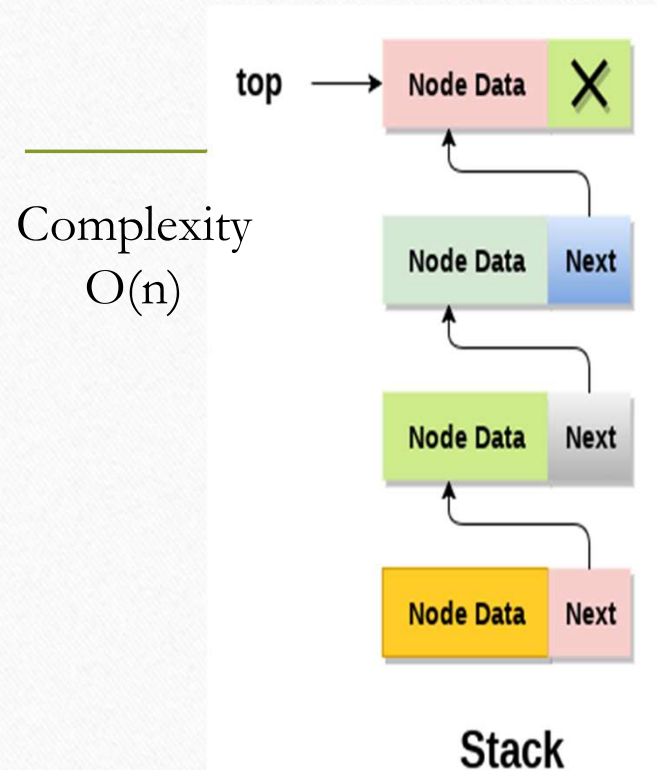 top
Node Data X
Complexity
O(n)
Node Data Next
Node Data Next
Node Data Next
Stack